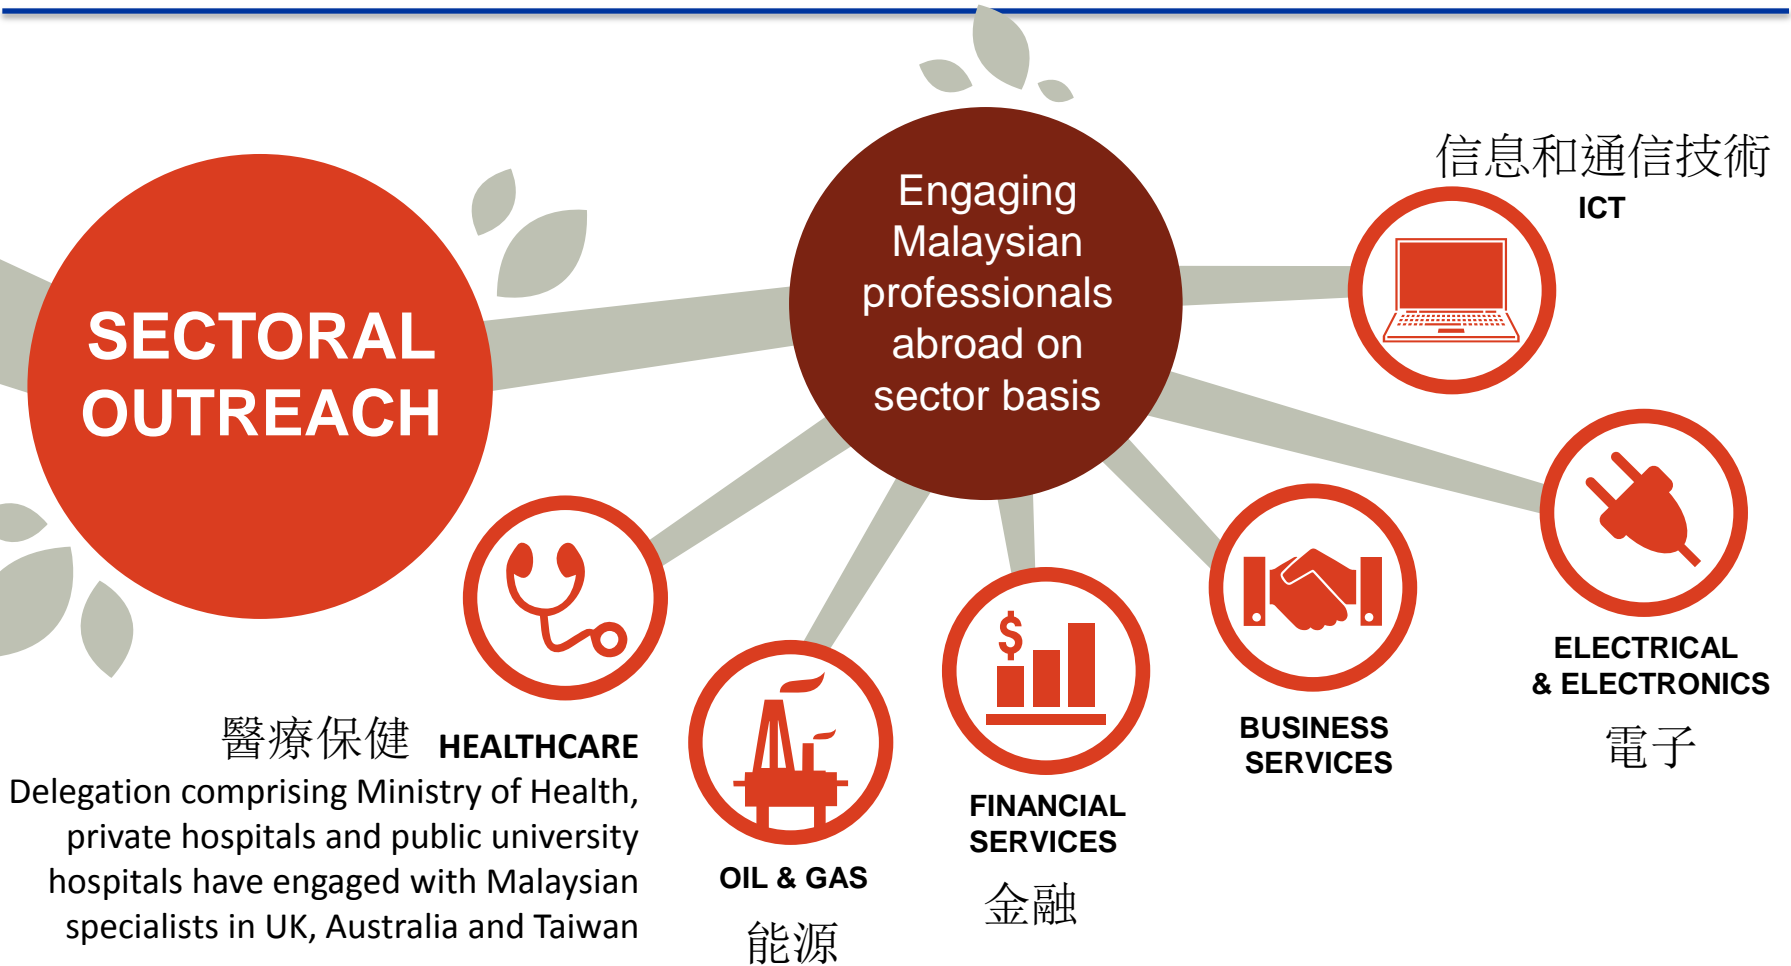 SECTORAL
OUTREACH
Engaging
Malaysian
professionals
abroad on
sector basis
信息和通信技術
ICT
ELECTRICAL
& ELECTRONICS
電子
BUSINESS
SERVICES
$
FINANCIAL
SERVICES
金融
OIL & GAS
能源
醫療保健 HEALTHCARE
Delegation comprising Ministry of Health,
private hospitals and public university
hospitals have engaged with Malaysian
specialists in UK, Australia and Taiwan